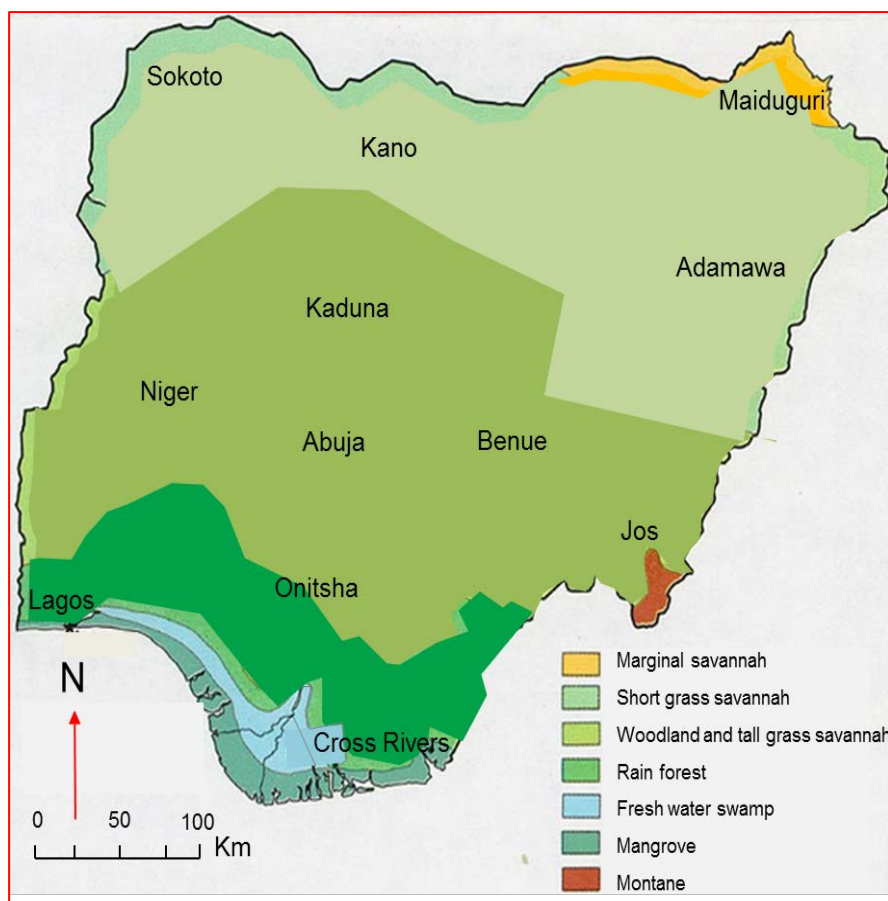 Sokoto
Maiduguri
Kano
Adamawa
Kaduna
Niger
Abuja
Benue
Jos
Onitsha
Lagos
Cross Rivers
N
0 50 100
Km
Marginal savannah
Short grass savannah
Woodland and tall grass savannah
Rain forest
Fresh water swamp
Mangrove
Montane